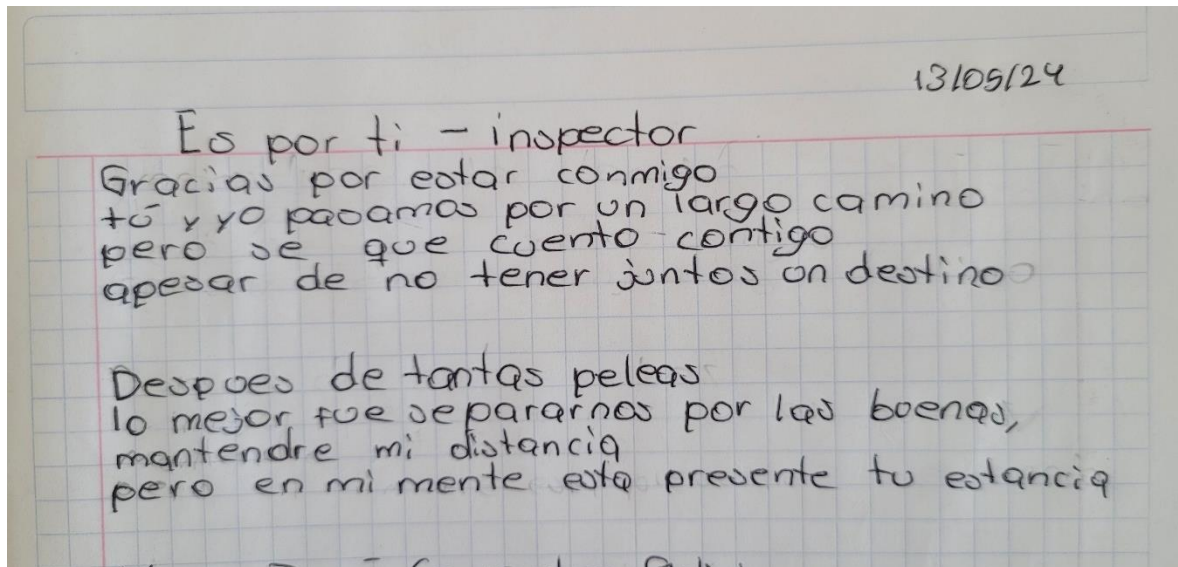 13/05/24
Es por ti - inspector
Gracias por estar conmigo
tú y yo pasamos por un largo camino
pero se que cuento contigo
apesar de no tener juntos un destino
Despues de tantas peleas
lo mejor fue separarnos por las buenas,
mantendre mi distancia
pero en mi mente esta presente tu estancia